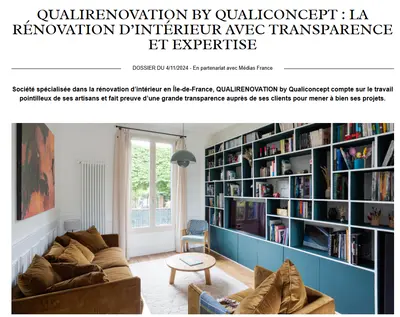 QUALIRENOVATION BY QUALICONCEPT : LA
RÉNOVATION D’INTÉRIEUR AVEC TRANSPARENCE
ET EXPERTISE
DOSSIER DU 4/11/2024 - En partenariat avec Médias France
Société spécialisée dans la rénovation d’intérieur en Île-de-France, QUALIRENOVATION by Qualiconcept compte sur le travail
pointilleux de ses artisans et fait preuve d’une grande transparence auprès de ses clients pour mener à bien ses projets.